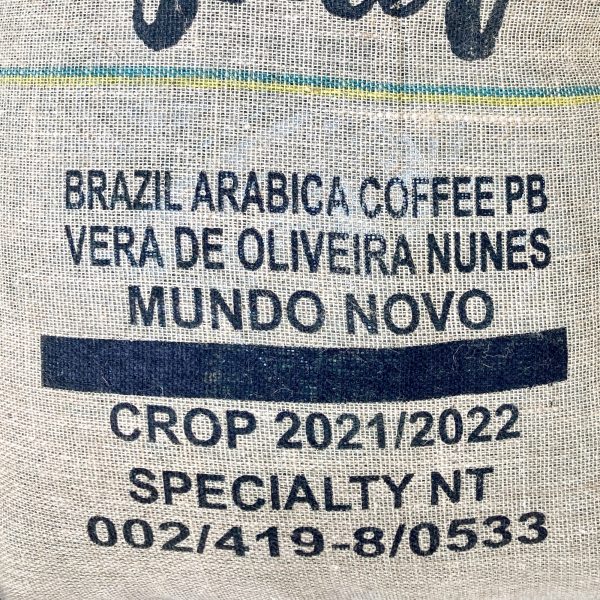 BRAZIL ARABICA COFFEE PB
VERA DE OLIVEIRA NUNES
MUNDO NOVO
CROP 2021/2022
SPECIALTY NT
002/419-8/0533